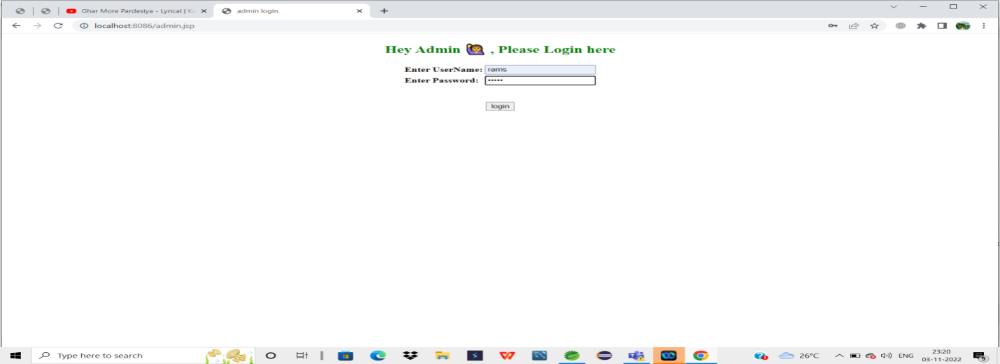 Ghar More Pardesiya - Lyrical | K
admin login
localhost:8086/admin.jsp
Hey Admin 🙋 , Please Login here
Enter UserName: rams
Enter Password: •••••
login
Type here to search
26°C
ENG
23:20
03-11-2022
9